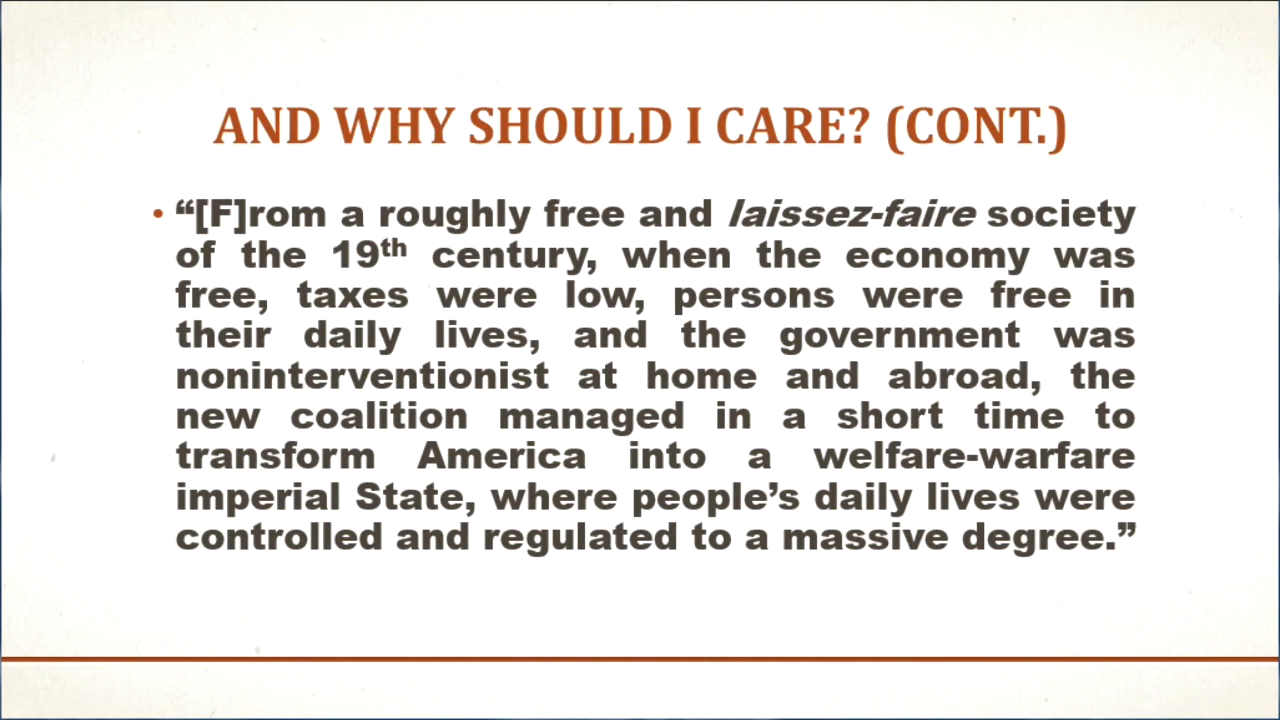 AND WHY SHOULD I CARE? (CONT.)
• “[F]rom a roughly free and laissez-faire society
of the 19th century, when the economy was
free, taxes were low, persons were free in
their daily lives, and the government was
noninterventionist at home and abroad, the
new coalition managed in a short time to
transform America into a welfare-warfare
imperial State, where people’s daily lives were
controlled and regulated to a massive degree.”